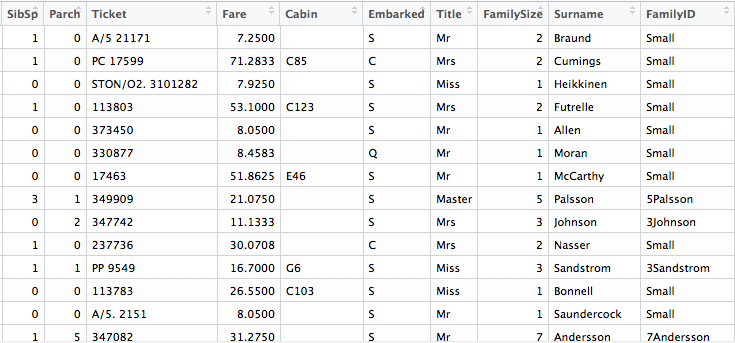 SibSp Parch Ticket Fare Cabin Embarked Title FamilySize Surname FamilyID
1 0 A/5 21171 7.2500 S Mr 2 Braund Small
1 0 PC 17599 71.2833 C85 C Mrs 2 Cumings Small
0 0 STON/O2. 3101282 7.9250 S Miss 1 Heikkinen Small
1 0 113803 53.1000 C123 S Mrs 2 Futrelle Small
0 0 373450 8.0500 S Mr 1 Allen Small
0 0 330877 8.4583 Q Mr 1 Moran Small
0 0 17463 51.8625 E46 S Mr 1 McCarthy Small
3 1 349909 21.0750 S Master 5 Palsson 5Palsson
0 2 347742 11.1333 S Mrs 3 Johnson 3Johnson
1 0 237736 30.0708 C Mrs 2 Nasser Small
1 1 PP 9549 16.7000 G6 S Miss 3 Sandstrom 3Sandstrom
0 0 113783 26.5500 C103 S Miss 1 Bonnell Small
0 0 A/5. 2151 8.0500 S Mr 1 Saundercock Small
1 5 347082 31.2750 S Mr 7 Andersson 7Andersson